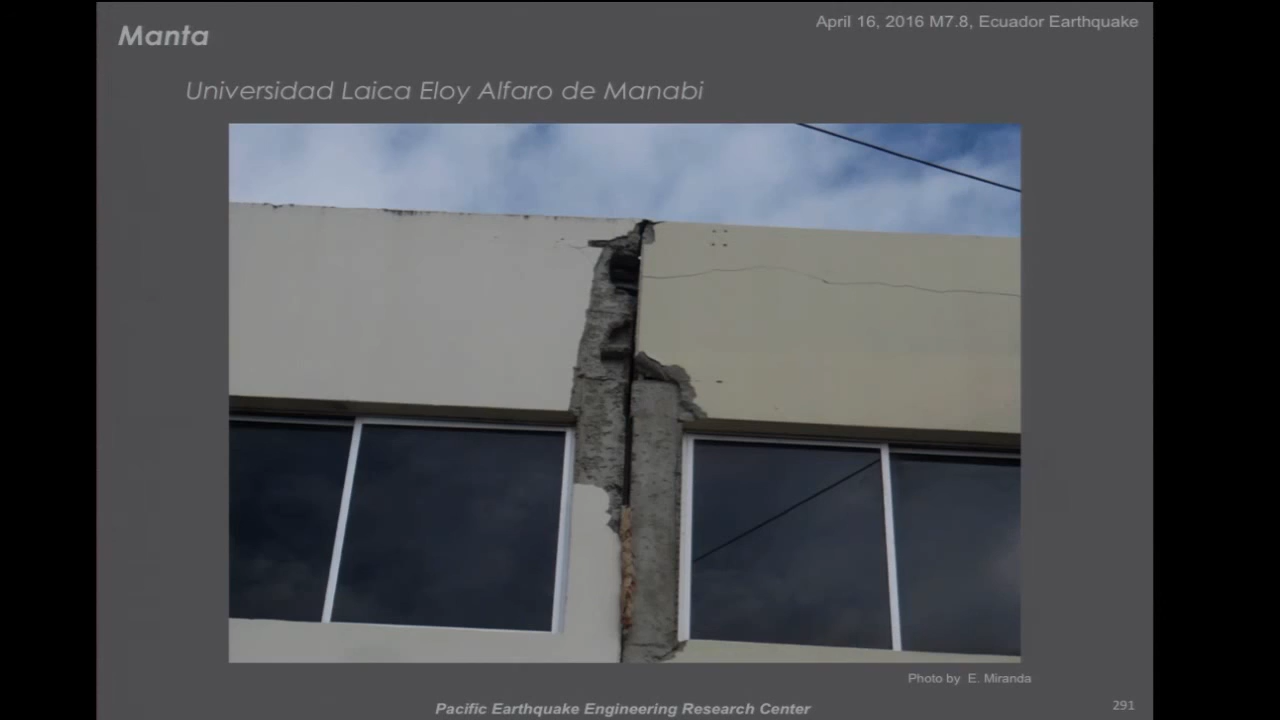 Manta
April 16, 2016 M7.8, Ecuador Earthquake
Universidad Laica Eloy Alfaro de Manabi
Photo by E. Miranda
Pacific Earthquake Engineering Research Center
291